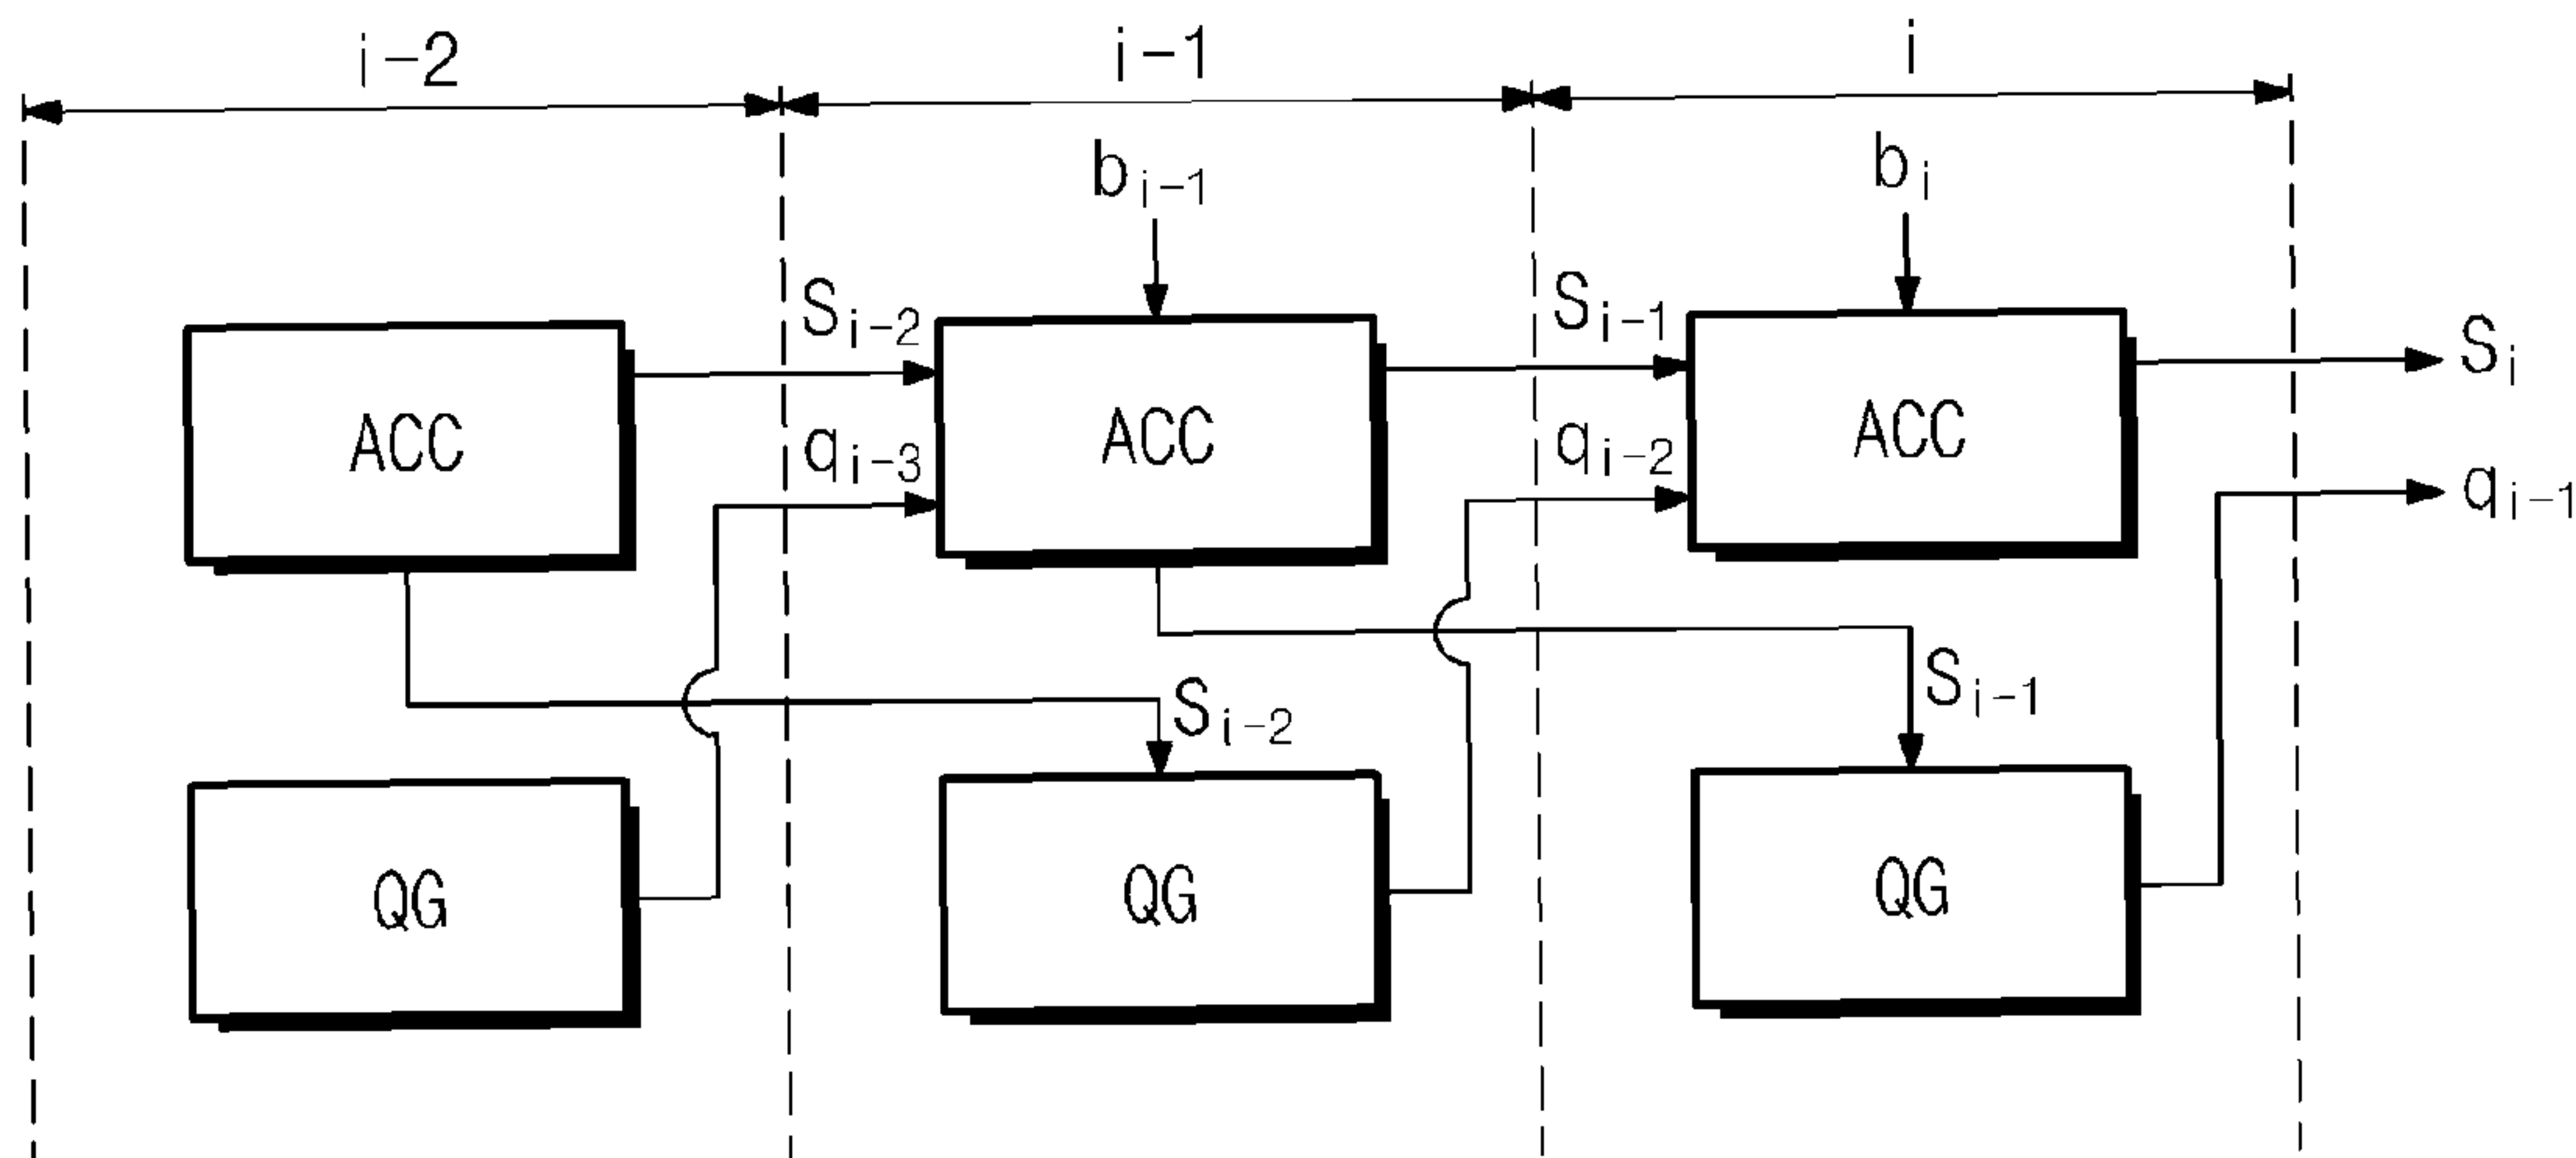 i-2
i-1
i
b i-1
b i
S i-2
S i-1
S i
ACC
q i-3
ACC
q i-2
ACC
q i-1
S i-2
S i-1
QG
QG
QG